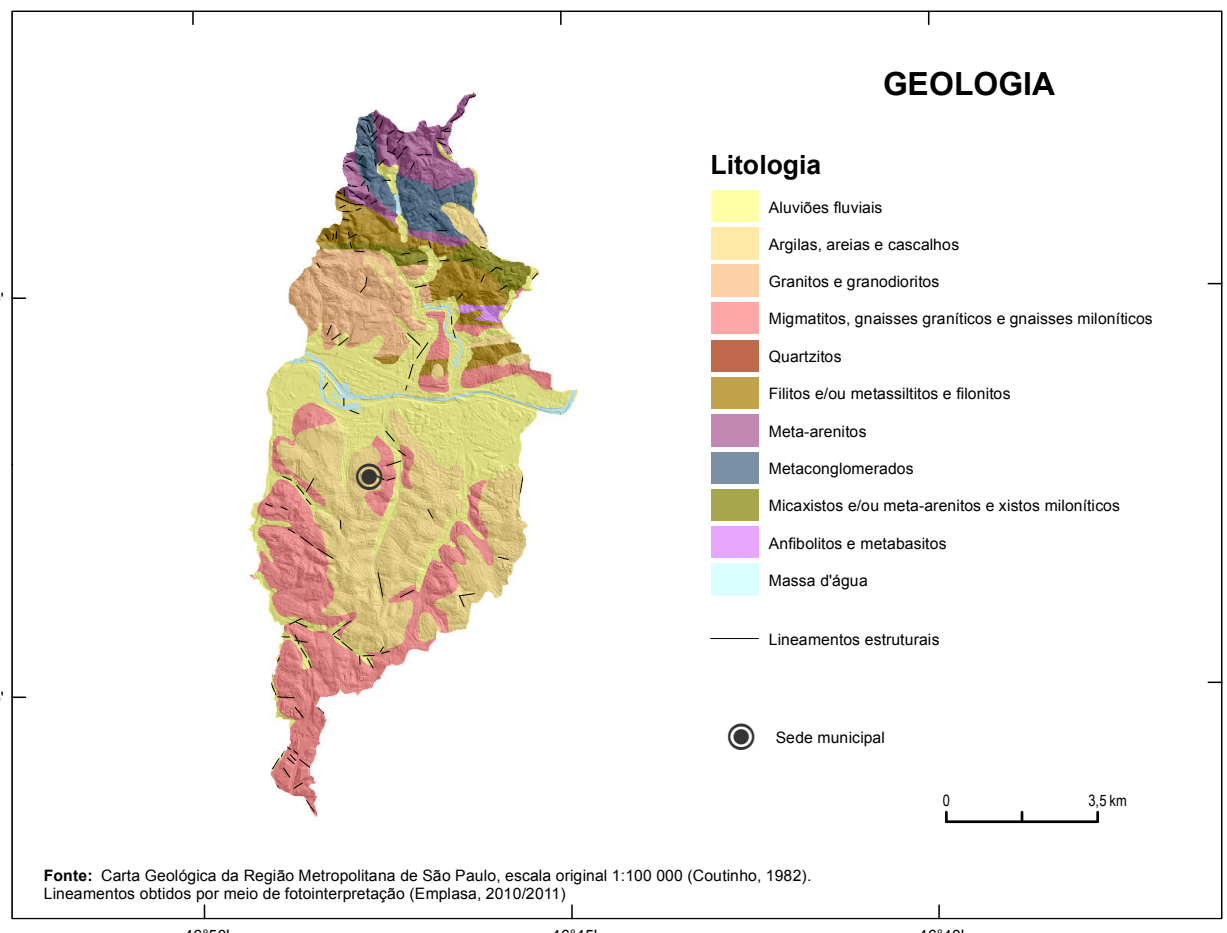 GEOLOGIA
Litologia
Aluviões fluviais
Argilas, areias e cascalhos
Granitos e granodioritos
Migmatitos, gnaisses graníticos e gnaisses miloníticos
Quartzitos
Filitos e/ou metassiltitos e filonitos
Meta-arenitos
Metaconglomerados
Micaxistos e/ou meta-arenitos e xistos miloníticos
Anfibolitos e metabasitos
Massa d'água
Lineamentos estruturais
Sede municipal
0 3,5 km
Fonte: Carta Geológica da Região Metropolitana de São Paulo, escala original 1:100 000 (Coutinho, 1982).
Lineamentos obtidos por meio de fotointerpretação (Emplasa, 2010/2011)